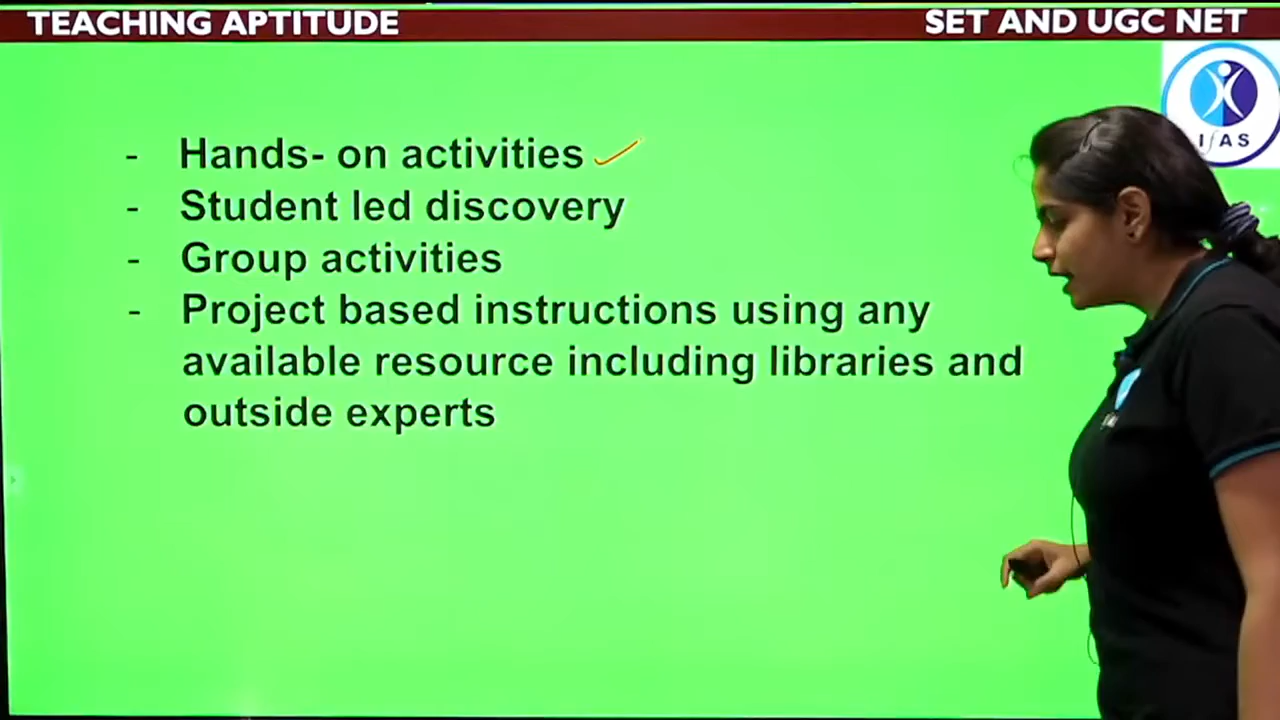 TEACHING APTITUDE
SET AND UGC NET
IfAS
- Hands- on activities
- Student led discovery
- Group activities
- Project based instructions using any
available resource including libraries and
outside experts